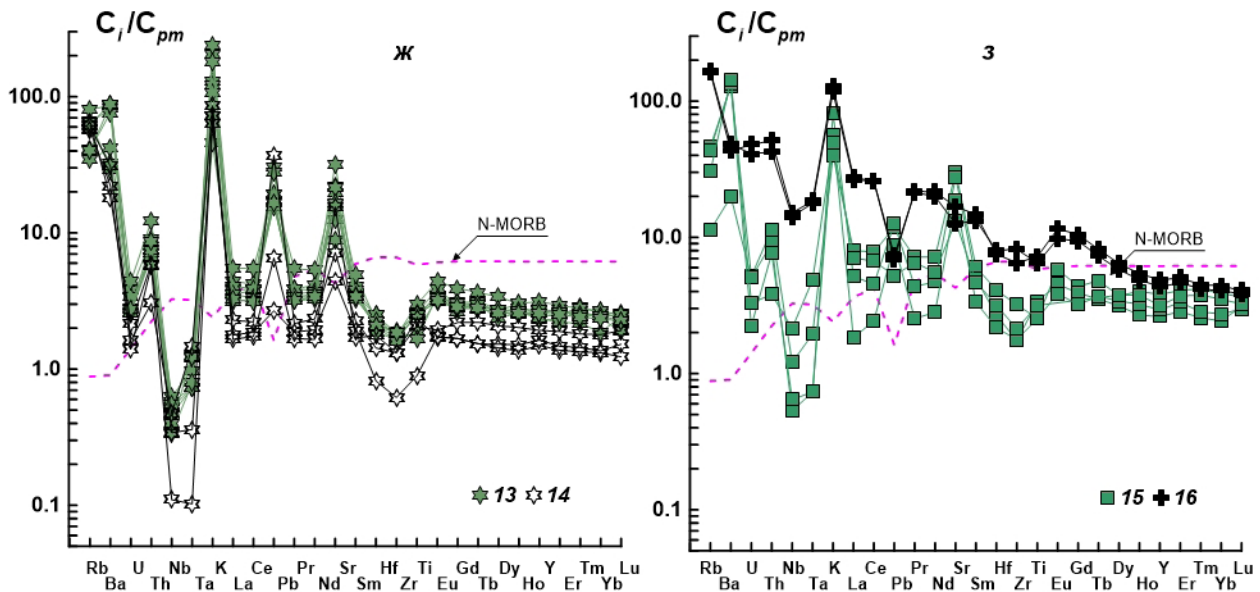 Ci/Cpm
ж
100.0
10.0
1.0
0.1
N-MORB
13 14
Rb Ba U Th Nb Ta K La Ce Pb Pr Nd Sr Sm Hf Zr Ti Eu Gd Tb Dy Ho Y Er Tm Yb Lu
Ci/Cpm
з
100.0
10.0
1.0
0.1
N-MORB
15 16
Rb Ba U Th Nb Ta K La Ce Pb Pr Nd Sr Sm Hf Zr Ti Eu Gd Tb Dy Ho Y Er Tm Yb Lu